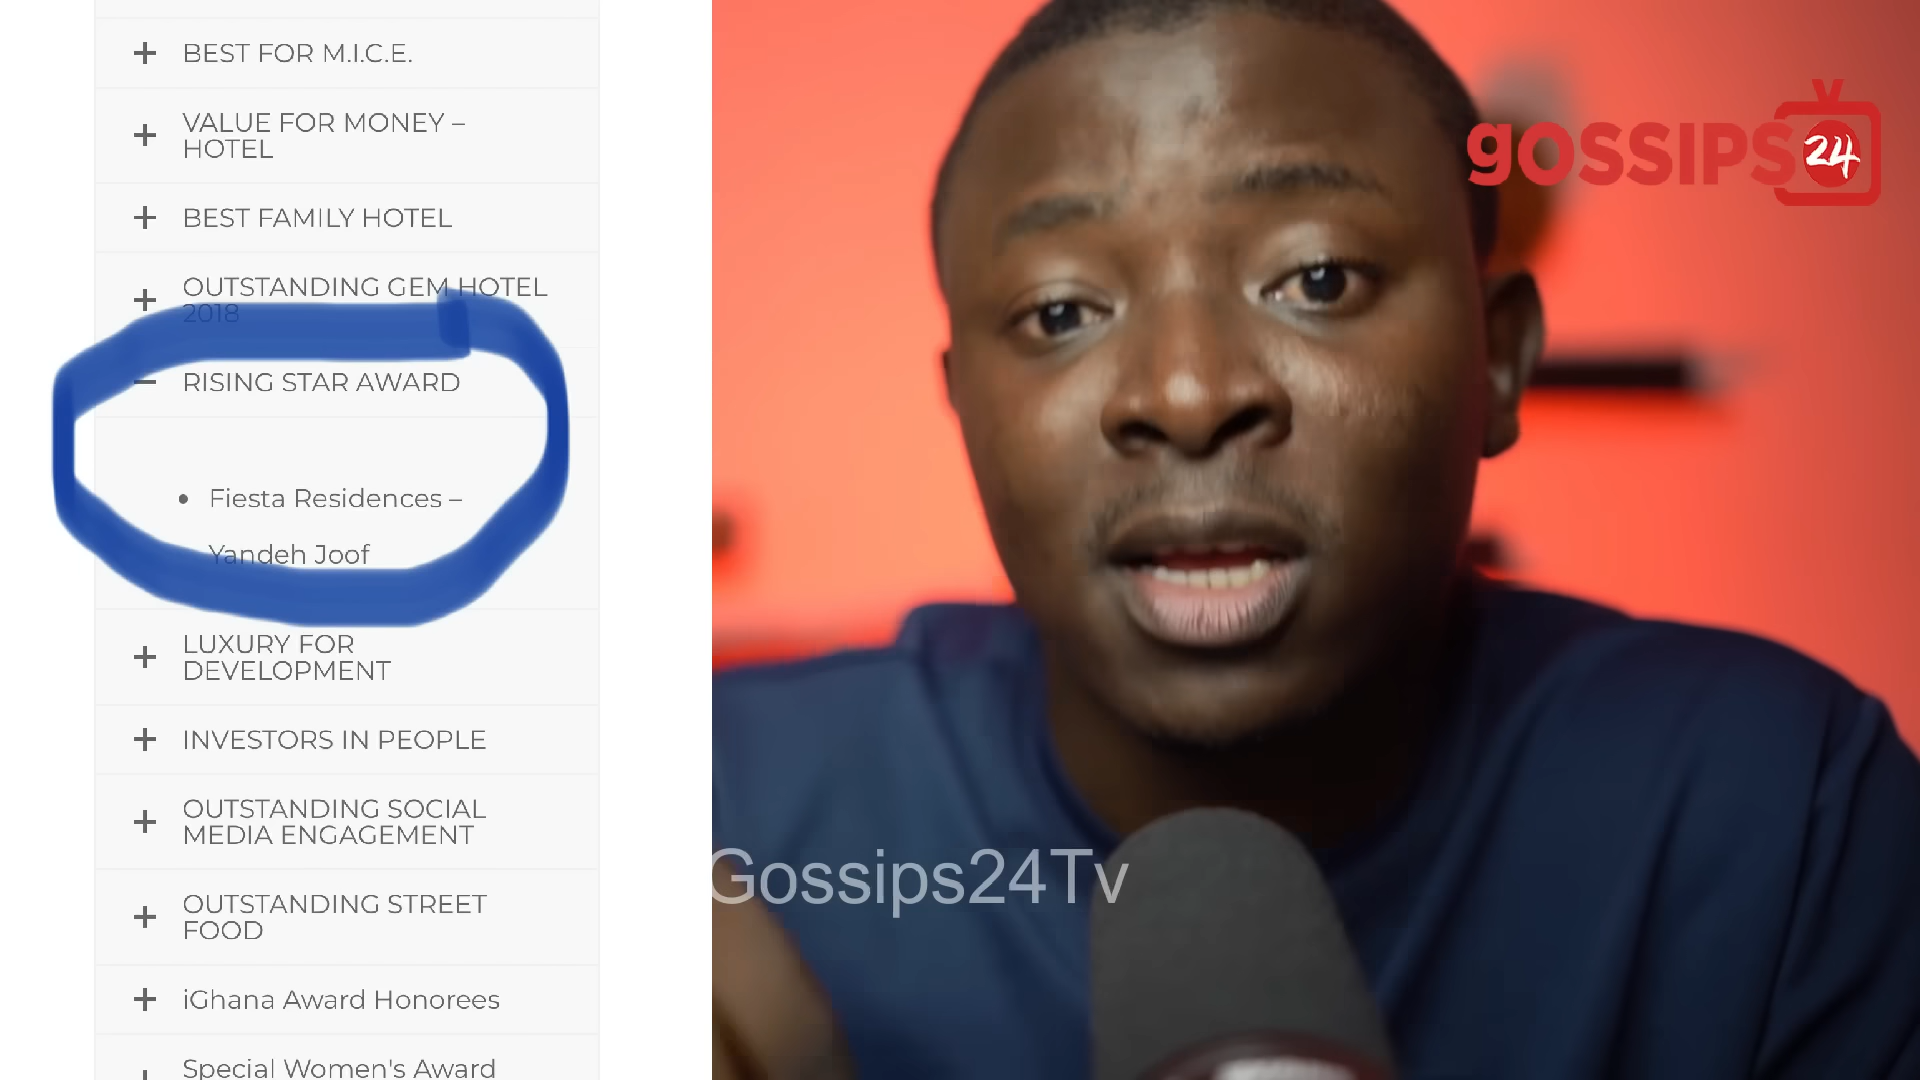 BEST FOR M.I.C.E.
VALUE FOR MONEY –
HOTEL
BEST FAMILY HOTEL
OUTSTANDING GEM HOTEL
2018
RISING STAR AWARD
Fiesta Residences –
Yandeh Joof
LUXURY FOR
DEVELOPMENT
INVESTORS IN PEOPLE
OUTSTANDING SOCIAL
MEDIA ENGAGEMENT
OUTSTANDING STREET
FOOD
iGhana Award Honorees
Special Women's Award
gOSSIPS24
Gossips24Tv